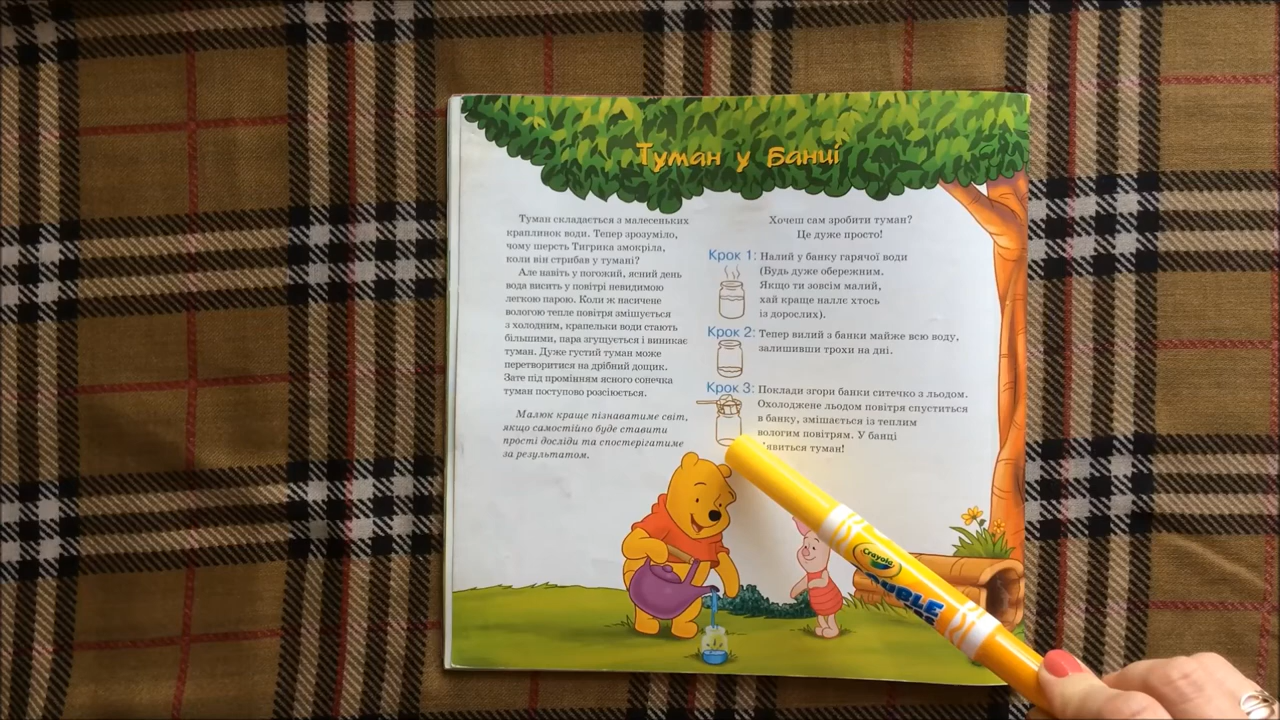 Туман у банці
Туман складається з малесеньких
краплинок води. Тепер зрозуміло,
чому шерсть Тигрика змокріла,
коли він стрибав у тумані?
Але навіть у погожий, ясний день
вода висить у повітрі невидимою
легкою парою. Коли ж насичене
вологою тепле повітря змішується
з холодним, крапельки води стають
більшими, пара згущується і виникає
туман. Дуже густий туман може
перетворитися на дрібний дощик.
Зате під промінням ясного сонечка
туман поступово розсіюється.
Малюк краще пізнаватиме світ,
якщо самостійно буде ставити
прості досліди та спостерігатиме
за результатом.
Хочеш сам зробити туман?
Це дуже просто!
Крок 1: Налий у банку гарячої води
(Будь дуже обережним.
Якщо ти зовсім малий,
хай краще наллє хтось
із дорослих).
Крок 2: Тепер вилий з банки майже всю воду,
залишивши трохи на дні.
Крок 3: Поклади згори банки ситечко з льодом.
Охолоджене льодом повітря спуститься
в банку, змішається із теплим
вологим повітрям. У банці
туман!
Crayola